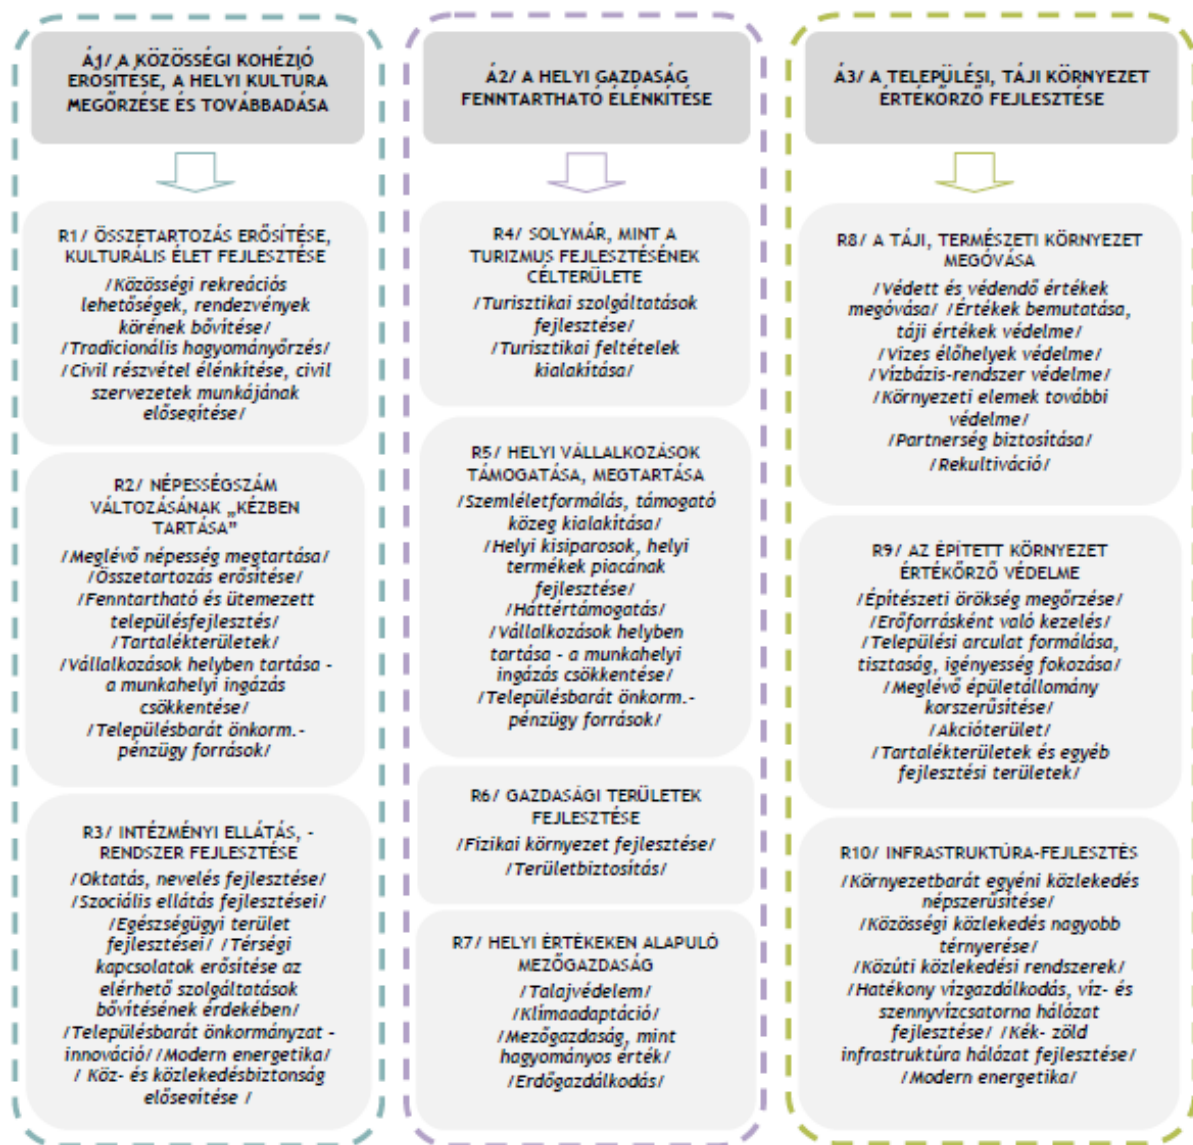 Á1/ A KÖZÖSSÉGI KOHÉZIÓ
ERŐSÍTÉSE, A HELYI KULTÚRA
MEGŐRZÉSE ÉS TOVÁBBADÁSA
R1/ ÖSSZETARTOZÁS ERŐSÍTÉSE,
KULTURÁLIS ÉLET FEJLESZTÉSE
/Közösségi rekreációs
lehetőségek, rendezvények
körének bővítése/
/Tradicionális hagyományőrzés/
/Civil részvétel élénkítése, civil
szervezetek munkájának
elősegítése/
R2/ NÉPESSÉGSZÁM
VÁLTOZÁSÁNAK „KÉZBEN
TARTÁSA”
/Meglévő népesség megtartása/
/Összetartozás erősítése/
/Fenntartható és ütemezett
településfejlesztés/
/Tartalékterületek/
/Vállalkozások helyben tartása -
a munkahelyi ingázás
csökkentése/
/Településbarát önkorm.-
pénzügy források/
R3/ INTÉZMÉNYI ELLÁTÁS, -
RENDSZER FEJLESZTÉSE
/Oktatás, nevelés fejlesztése/
/Szociális ellátás fejlesztései/
/Egészségügyi terület
fejlesztései/ /Térségi
kapcsolatok erősítése az
elérhető szolgáltatások
bővítésének érdekében/
/Településbarát önkormányzat -
innováció/ /Modern energetika/
/ Köz- és közlekedésbiztonság
elősegítése /
Á2/ A HELYI GAZDASÁG
FENNTARTHATÓ ÉLÉNKÍTÉSE
R4/ SOLYMÁR, MINT A
TURIZMUS FEJLESZTÉSÉNEK
CÉLTERÜLETE
/Turisztikai szolgáltatások
fejlesztése/
/Turisztikai feltételek
kialakítása/
R5/ HELYI VÁLLALKOZÁSOK
TÁMOGATÁSA, MEGTARTÁSA
/Szemléletformálás, támogató
közeg kialakítása/
/Helyi kisiparosok, helyi
termékek piacának
fejlesztése/
/Háttértámogatás/
/Vállalkozások helyben
tartása - a munkahelyi
ingázás csökkentése/
/Településbarát önkorm.-
pénzügy források/
R6/ GAZDASÁGI TERÜLETEK
FEJLESZTÉSE
/Fizikai környezet fejlesztése/
/Területbiztosítás/
R7/ HELYI ÉRTÉKEKEN ALAPULÓ
MEZŐGAZDASÁG
/Talajvédelem/
/Klímaadaptáció/
/Mezőgazdaság, mint
hagyományos érték/
/Erdőgazdálkodás/
Á3/ A TELEPÜLÉSI, TÁJI KÖRNYEZET
ÉRTÉKŐRZŐ FEJLESZTÉSE
R8/ A TÁJI, TERMÉSZETI KÖRNYEZET
MEGÓVÁSA
/Védett és védendő értékek
megóvása/ /Értékek bemutatása,
táji értékek védelme/
/Vizes élőhelyek védelme/
/Vízbázis-rendszer védelme/
/Környezeti elemek további
védelme/
/Partnerség biztosítása/
/Rekultiváció/
R9/ AZ ÉPÍTETT KÖRNYEZET
ÉRTÉKŐRZŐ VÉDELME
/Építészeti örökség megőrzése/
/Erőforrásként való kezelés/
/Települési arculat formálása,
tisztaság, igényesség fokozása/
/Meglévő épületállomány
korszerűsítése/
/Akcióterület/
/Tartalékterületek és egyéb
fejlesztési területek/
R10/ INFRASTRUKTÚRA-FEJLESZTÉS
/Környezetbarát egyéni közlekedés
népszerűsítése/
/Közösségi közlekedés nagyobb
térnyerése/
/Közúti közlekedési rendszerek/
/Hatékony vízgazdálkodás, víz- és
szennyvízcsatorna hálózat
fejlesztése/ /Kék- zöld
infrastruktúra hálózat fejlesztése/
/Modern energetika/